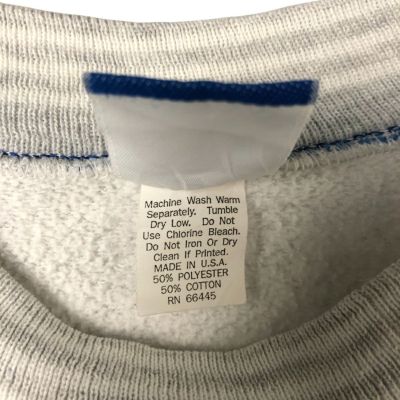 Machine Wash Warm
Separately. Tumble
Dry Low. Do Not
Use Chlorine Bleach.
Do Not Iron Or Dry
Clean If Printed.
MADE IN U.S.A.
50% POLYESTER
50% COTTON
RN 66445